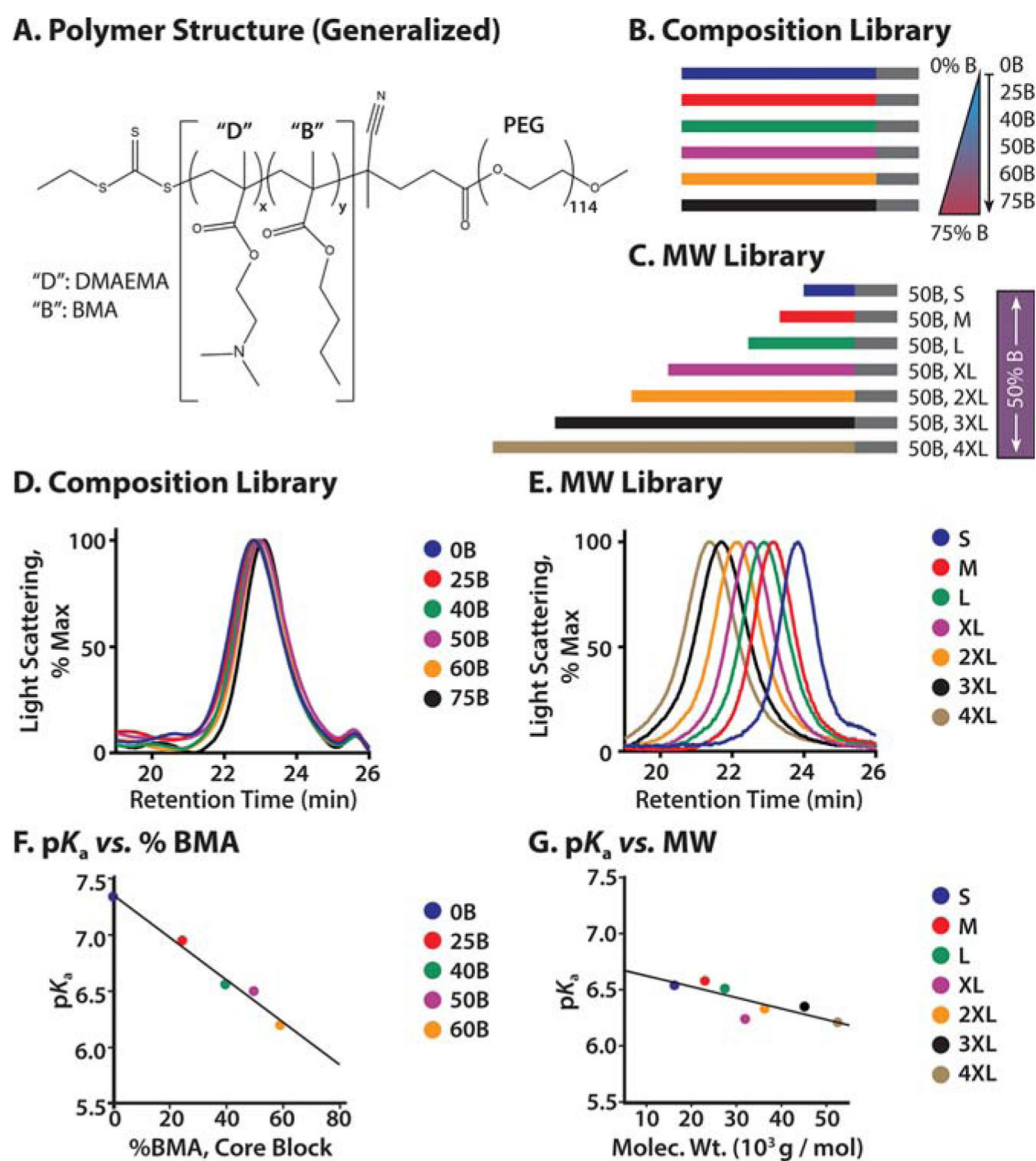 A. Polymer Structure (Generalized)
N
S
"D"
"B"
PEG
S
S
x
y
O
O
O
O
O
O
O
114
N
"D": DMAEMA
"B": BMA
B. Composition Library
0% B
0B
25B
40B
50B
60B
75B
75% B
C. MW Library
50B, S
50B, M
50B, L
50B, XL
50B, 2XL
50B, 3XL
50B, 4XL
50% B
D. Composition Library
Light Scattering,
% Max
100
50
0
20
22
24
26
Retention Time (min)
0B
25B
40B
50B
60B
75B
E. MW Library
Light Scattering,
% Max
100
50
0
20
22
24
26
Retention Time (min)
S
M
L
XL
2XL
3XL
4XL
F. pKa vs. % BMA
pKa
7.5
7.0
6.5
6.0
5.5
0
20
40
60
80
%BMA, Core Block
0B
25B
40B
50B
60B
G. pKa vs. MW
pKa
7.5
7.0
6.5
6.0
5.5
10
20
30
40
50
Molec. Wt. (10³ g / mol)
S
M
L
XL
2XL
3XL
4XL